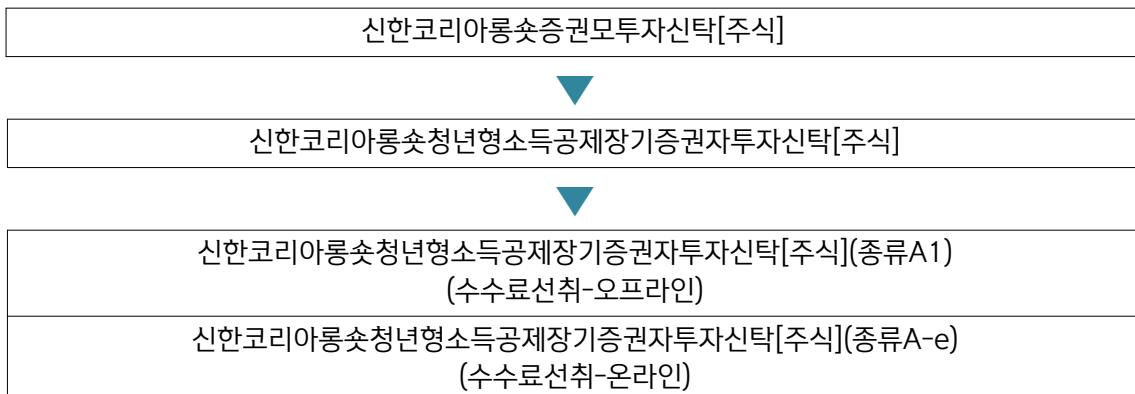 신한코리아롱숏증권모투자신탁[주식]
신한코리아롱숏청년형소득공제장기증권자투자신탁[주식]
신한코리아롱숏청년형소득공제장기증권자투자신탁[주식](종류A1)
(수수료선취-오프라인)
신한코리아롱숏청년형소득공제장기증권자투자신탁[주식](종류A-e)
(수수료선취-온라인)